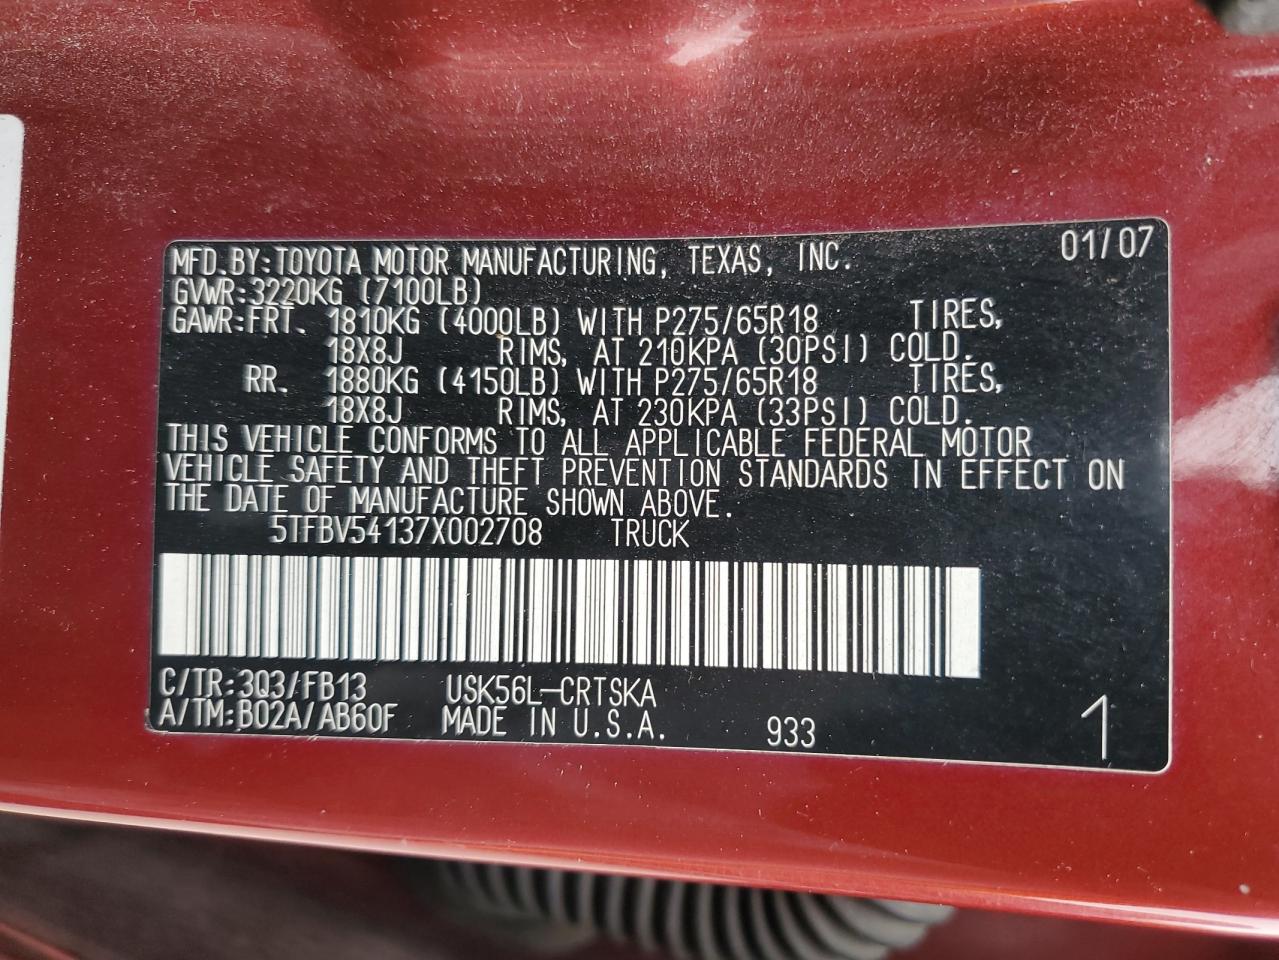 MFD.BY:TOYOTA MOTOR MANUFACTURING, TEXAS, INC. 01/07
GVWR:3220KG (7100LB)
GAWR:FRT. 1810KG (4000LB) WITH P275/65R18 TIRES,
18X8J RIMS, AT 210KPA (30PSI) COLD.
RR. 1880KG (4150LB) WITH P275/65R18 TIRES,
18X8J RIMS, AT 230KPA (33PSI) COLD.
THIS VEHICLE CONFORMS TO ALL APPLICABLE FEDERAL MOTOR
VEHICLE SAFETY AND THEFT PREVENTION STANDARDS IN EFFECT ON
THE DATE OF MANUFACTURE SHOWN ABOVE.
5TFBV54137X002708 TRUCK
C/TR:3Q3/FB13 USK56L-CRTSKA
A/TM:B02A/AB60F MADE IN U.S.A. 933 1